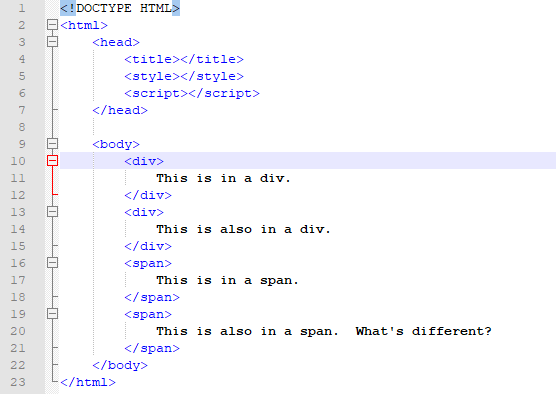 1 <!DOCTYPE HTML>
2 <html>
3     <head>
4         <title></title>
5         <style></style>
6         <script></script>
7     </head>
8
9     <body>
10         <div>
11             This is in a div.
12         </div>
13         <div>
14             This is also in a div.
15         </div>
16         <span>
17             This is in a span.
18         </span>
19         <span>
20             This is also in a span.  What's different?
21         </span>
22     </body>
23 </html>